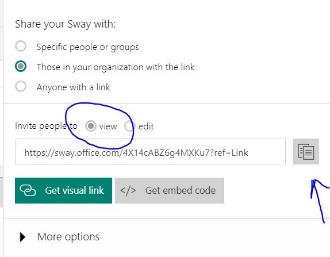 Share your Sway with:
Specific people or groups
Those in your organization with the link
Anyone with a link
Invite people to view edit
https://sway.office.com/4X14cABZ6g4MXKu7?ref=Link
Get visual link </> Get embed code
More options